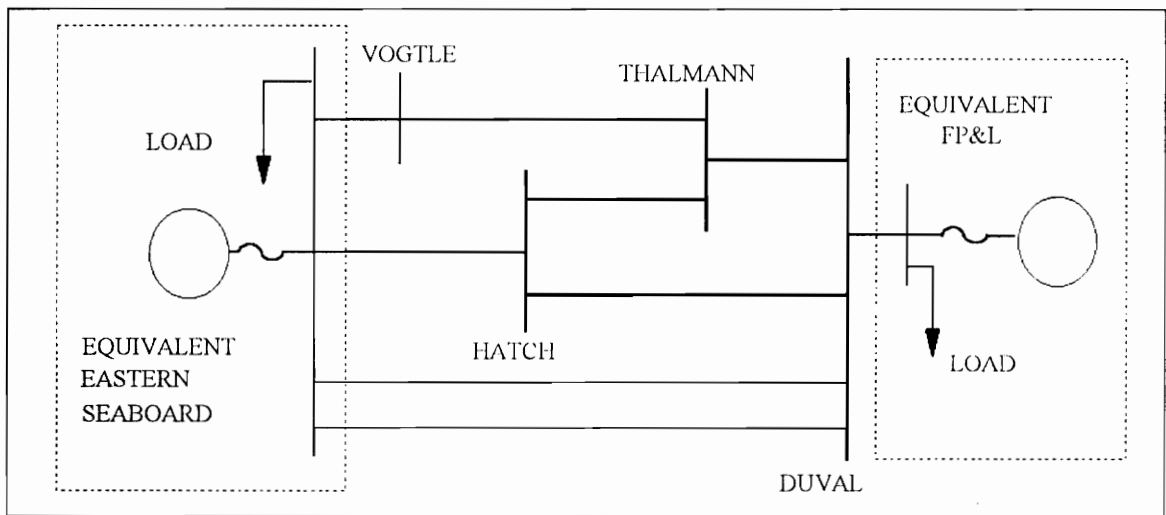 VOGTLE
THALMANN
LOAD
EQUIVALENT
FP&L
HATCH
EQUIVALENT
EASTERN
SEABOARD
LOAD
DUVAL